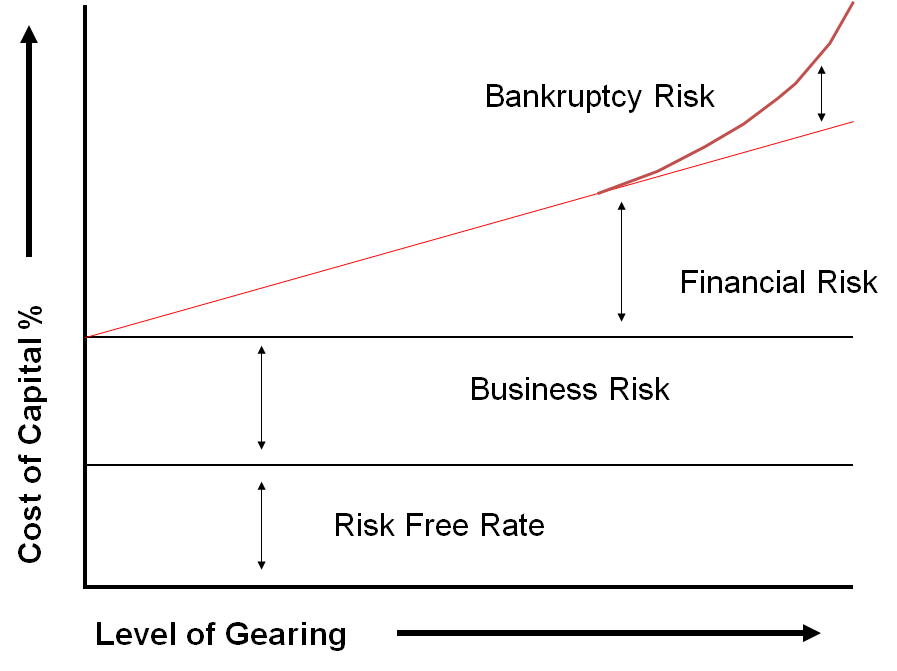 Bankruptcy Risk
Financial Risk
Business Risk
Risk Free Rate
Cost of Capital %
Level of Gearing